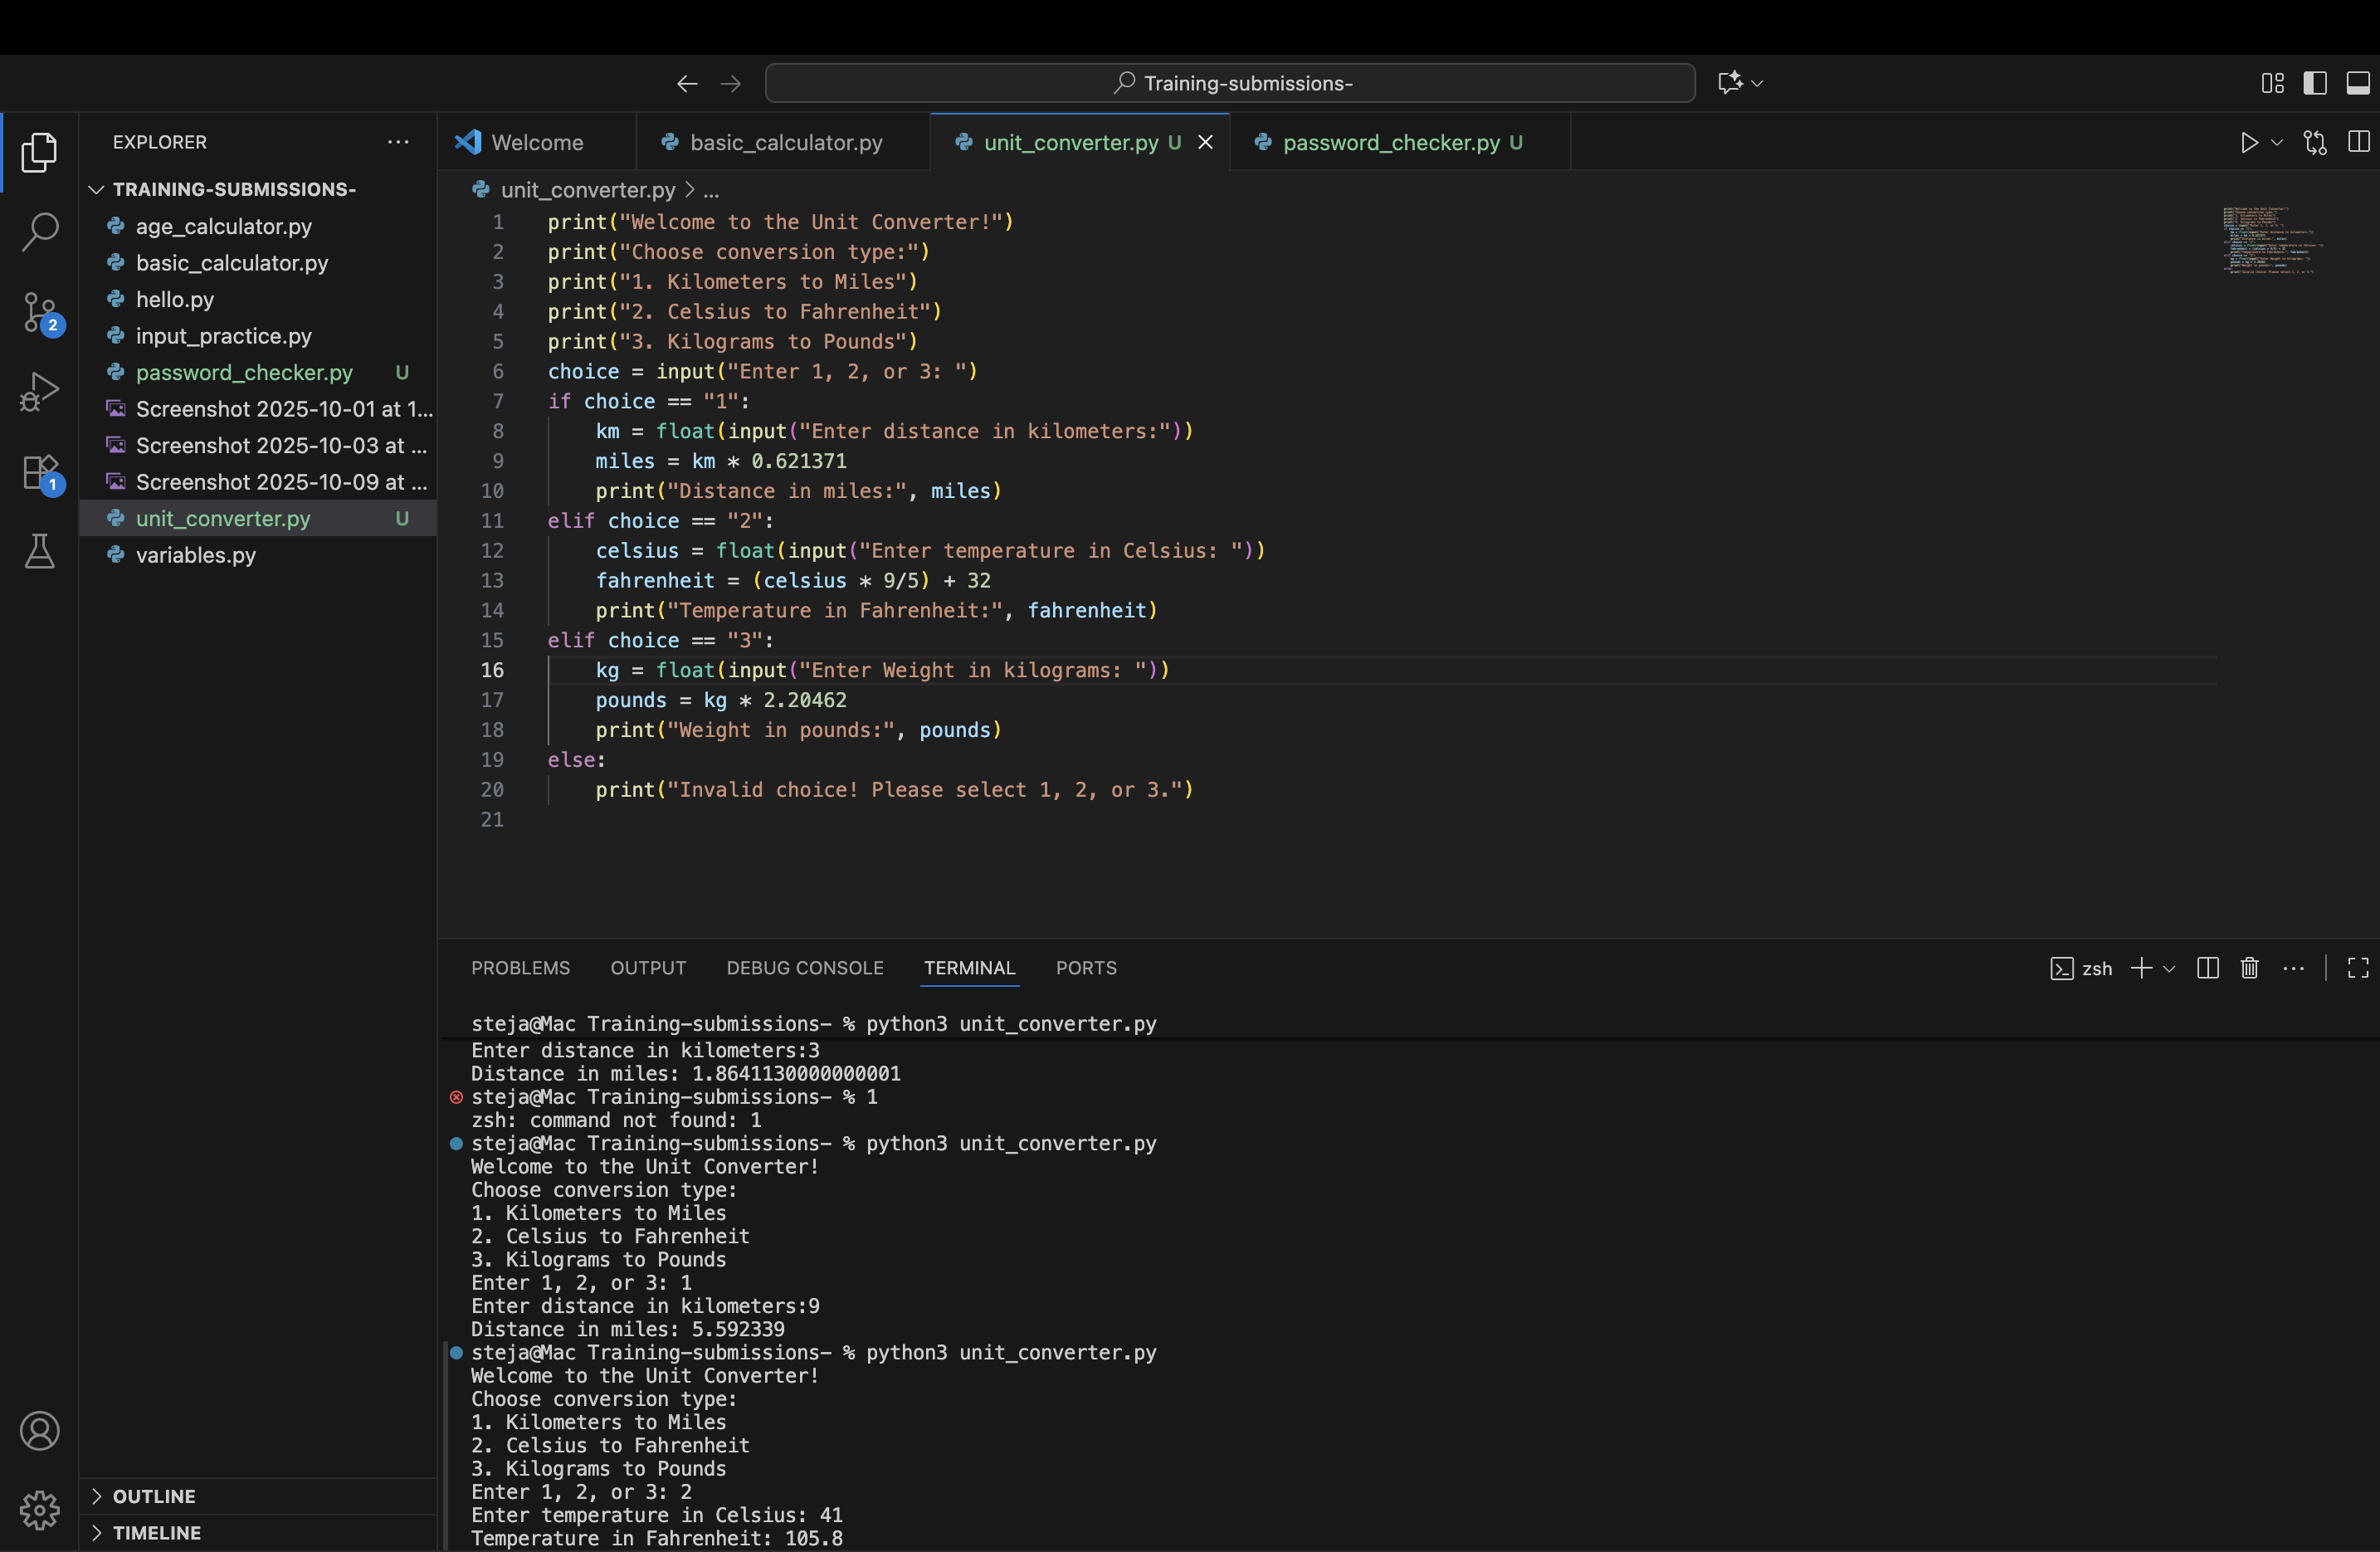 Training-submissions-
EXPLORER
Welcome
basic_calculator.py
unit_converter.py U
password_checker.py U
TRAINING-SUBMISSIONS-
age_calculator.py
basic_calculator.py
hello.py
input_practice.py
password_checker.py U
Screenshot 2025-10-01 at 1...
Screenshot 2025-10-03 at ...
Screenshot 2025-10-09 at ...
unit_converter.py U
variables.py
2
1
OUTLINE
TIMELINE
unit_converter.py > ...
1 print("Welcome to the Unit Converter!")
2 print("Choose conversion type:")
3 print("1. Kilometers to Miles")
4 print("2. Celsius to Fahrenheit")
5 print("3. Kilograms to Pounds")
6 choice = input("Enter 1, 2, or 3: ")
7 if choice == "1":
8     km = float(input("Enter distance in kilometers:"))
9     miles = km * 0.621371
10     print("Distance in miles:", miles)
11 elif choice == "2":
12     celsius = float(input("Enter temperature in Celsius: "))
13     fahrenheit = (celsius * 9/5) + 32
14     print("Temperature in Fahrenheit:", fahrenheit)
15 elif choice == "3":
16     kg = float(input("Enter Weight in kilograms: "))
17     pounds = kg * 2.20462
18     print("Weight in pounds:", pounds)
19 else:
20     print("Invalid choice! Please select 1, 2, or 3.")
21
PROBLEMS OUTPUT DEBUG CONSOLE TERMINAL PORTS
zsh
steja@Mac Training-submissions- % python3 unit_converter.py
Enter distance in kilometers:3
Distance in miles: 1.8641130000000001
steja@Mac Training-submissions- % 1
zsh: command not found: 1
steja@Mac Training-submissions- % python3 unit_converter.py
Welcome to the Unit Converter!
Choose conversion type:
1. Kilometers to Miles
2. Celsius to Fahrenheit
3. Kilograms to Pounds
Enter 1, 2, or 3: 1
Enter distance in kilometers:9
Distance in miles: 5.592339
steja@Mac Training-submissions- % python3 unit_converter.py
Welcome to the Unit Converter!
Choose conversion type:
1. Kilometers to Miles
2. Celsius to Fahrenheit
3. Kilograms to Pounds
Enter 1, 2, or 3: 2
Enter temperature in Celsius: 41
Temperature in Fahrenheit: 105.8